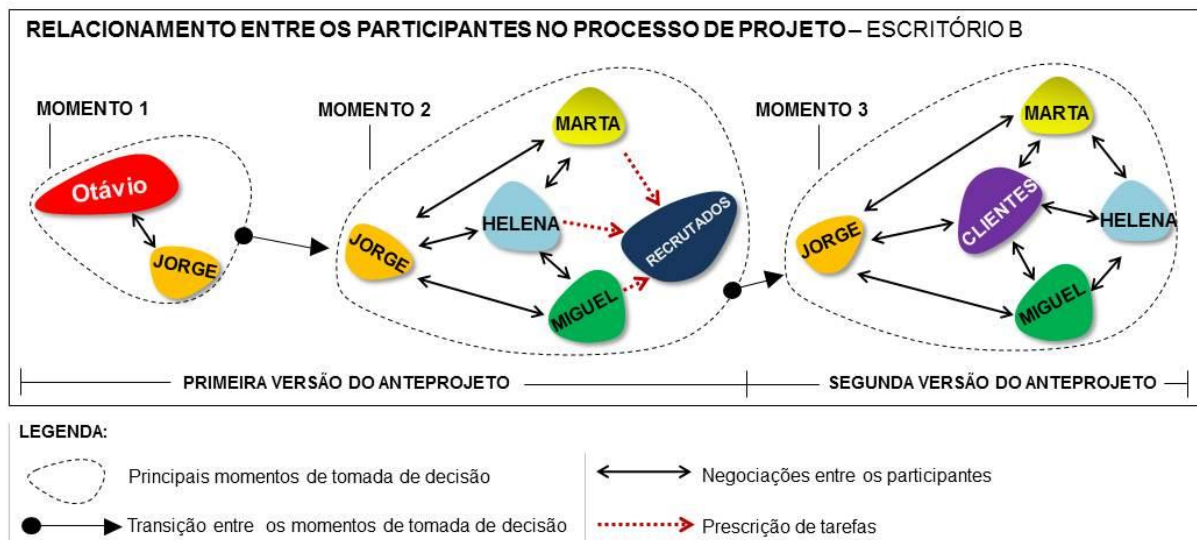 RELACIONAMENTO ENTRE OS PARTICIPANTES NO PROCESSO DE PROJETO – ESCRITÓRIO B
MOMENTO 1
Otávio
JORGE
MOMENTO 2
MARTA
HELENA
JORGE
RECRUTADOS
MIGUEL
MOMENTO 3
MARTA
CLIENTES
HELENA
JORGE
MIGUEL
PRIMEIRA VERSÃO DO ANTEPROJETO
SEGUNDA VERSÃO DO ANTEPROJETO
LEGENDA:
Principais momentos de tomada de decisão
Transição entre os momentos de tomada de decisão
Negociações entre os participantes
Prescrição de tarefas